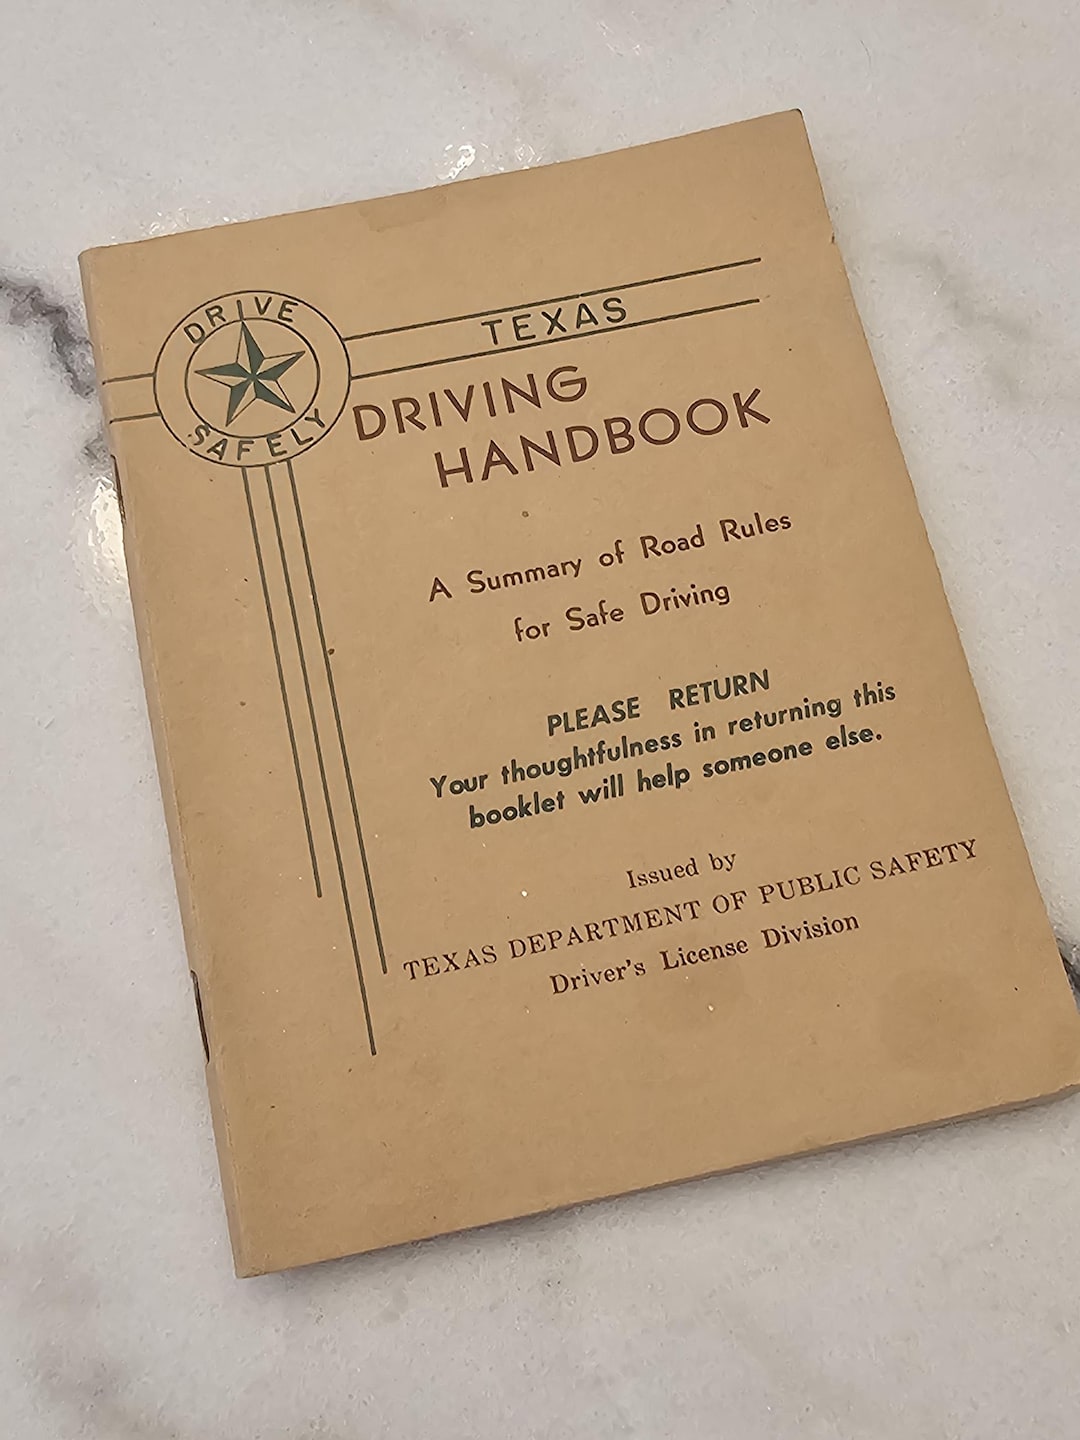 DRIVE
SAFELY
TEXAS
DRIVING
HANDBOOK
A Summary of Road Rules
for Safe Driving
PLEASE RETURN
Your thoughtfulness in returning this
booklet will help someone else.
Issued by
TEXAS DEPARTMENT OF PUBLIC SAFETY
Driver's License Division